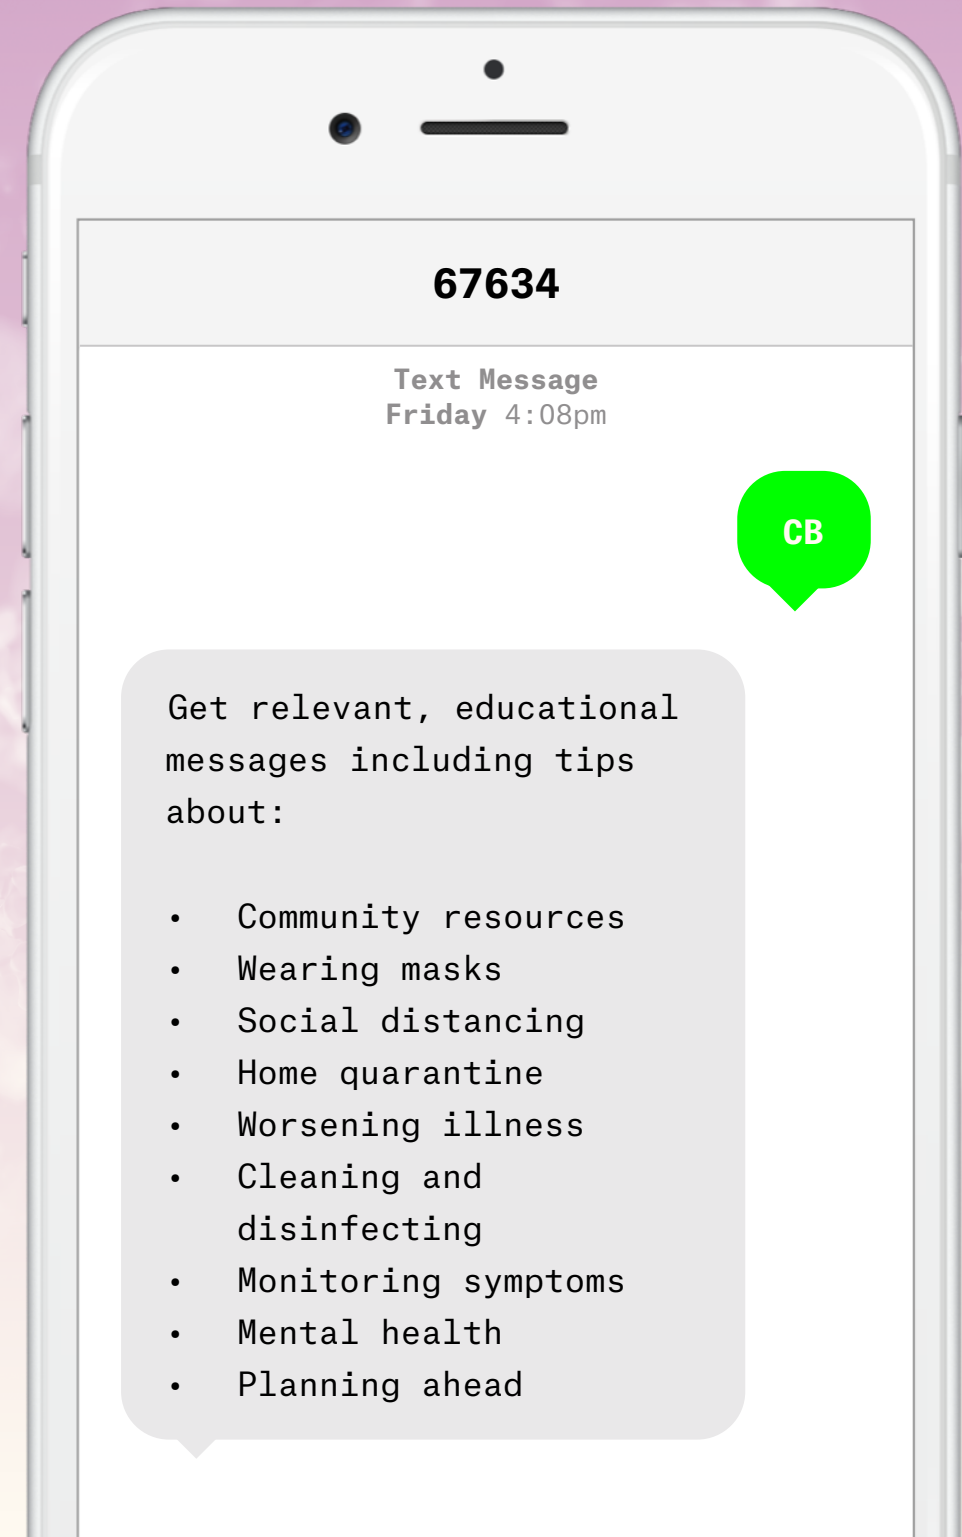 67634
Text Message
Friday 4:08pm
CB
Get relevant, educational
messages including tips
about:
• Community resources
• Wearing masks
• Social distancing
• Home quarantine
• Worsening illness
• Cleaning and
disinfecting
• Monitoring symptoms
• Mental health
• Planning ahead